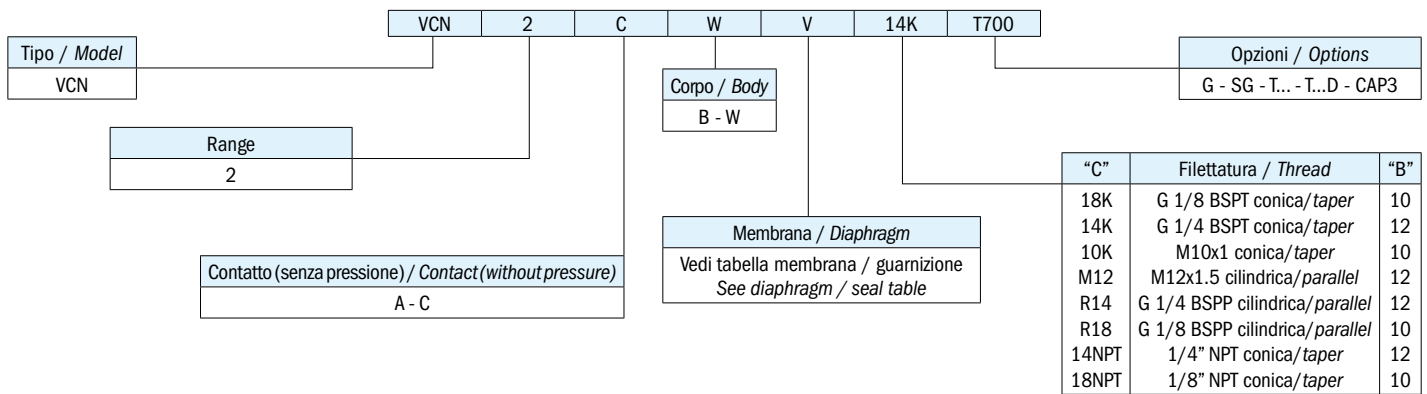 VCN 2 C W V 14K T700
Tipo / Model
VCN
Opzioni / Options
G - SG - T... - T...D - CAP3
Corpo / Body
B - W
Range
2
"C" Filettatura / Thread "B"
18K G 1/8 BSPT conica/taper 10
14K G 1/4 BSPT conica/taper 12
10K M10x1 conica/taper 10
M12 M12x1.5 cilindrica/parallel 12
R14 G 1/4 BSPP cilindrica/parallel 12
R18 G 1/8 BSPP cilindrica/parallel 10
14NPT 1/4" NPT conica/taper 12
18NPT 1/8" NPT conica/taper 10
Membrana / Diaphragm
Vedi tabella membrana / guarnizione
See diaphragm / seal table
Contatto (senza pressione) / Contact (without pressure)
A - C